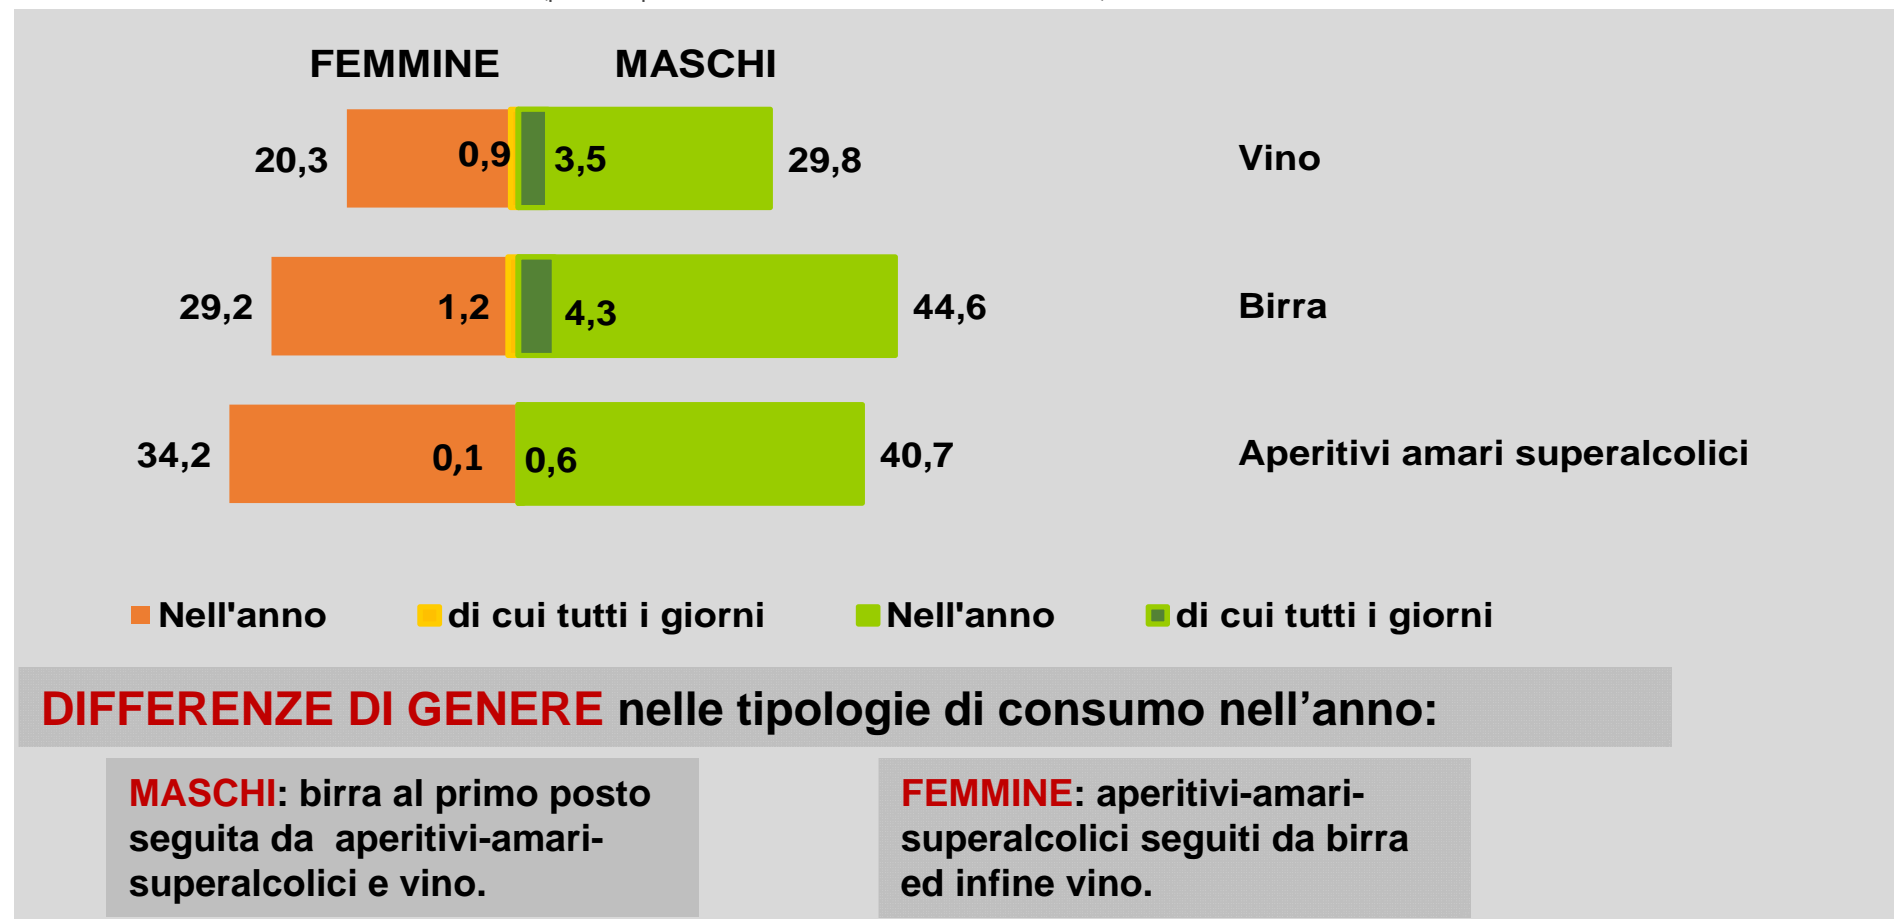 FEMMINE MASCHI
20,3 0,9 3,5 29,8 Vino
29,2 1,2 4,3 44,6 Birra
34,2 0,1 0,6 40,7 Aperitivi amari superalcolici
Nell'anno di cui tutti i giorni Nell'anno di cui tutti i giorni
DIFFERENZE DI GENERE nelle tipologie di consumo nell’anno:
MASCHI: birra al primo posto
seguita da aperitivi-amari-
superalcolici e vino.
FEMMINE: aperitivi-amari-
superalcolici seguiti da birra
ed infine vino.